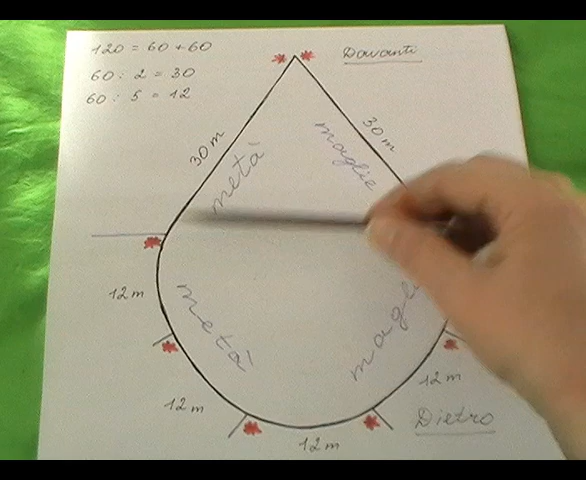 120 = 60 + 60
60 : 2 = 30
60 : 5 = 12
Davanti
30 m
30 m
metà
maglie
12 m
metà
12 m
12 m
12 m
Dietro